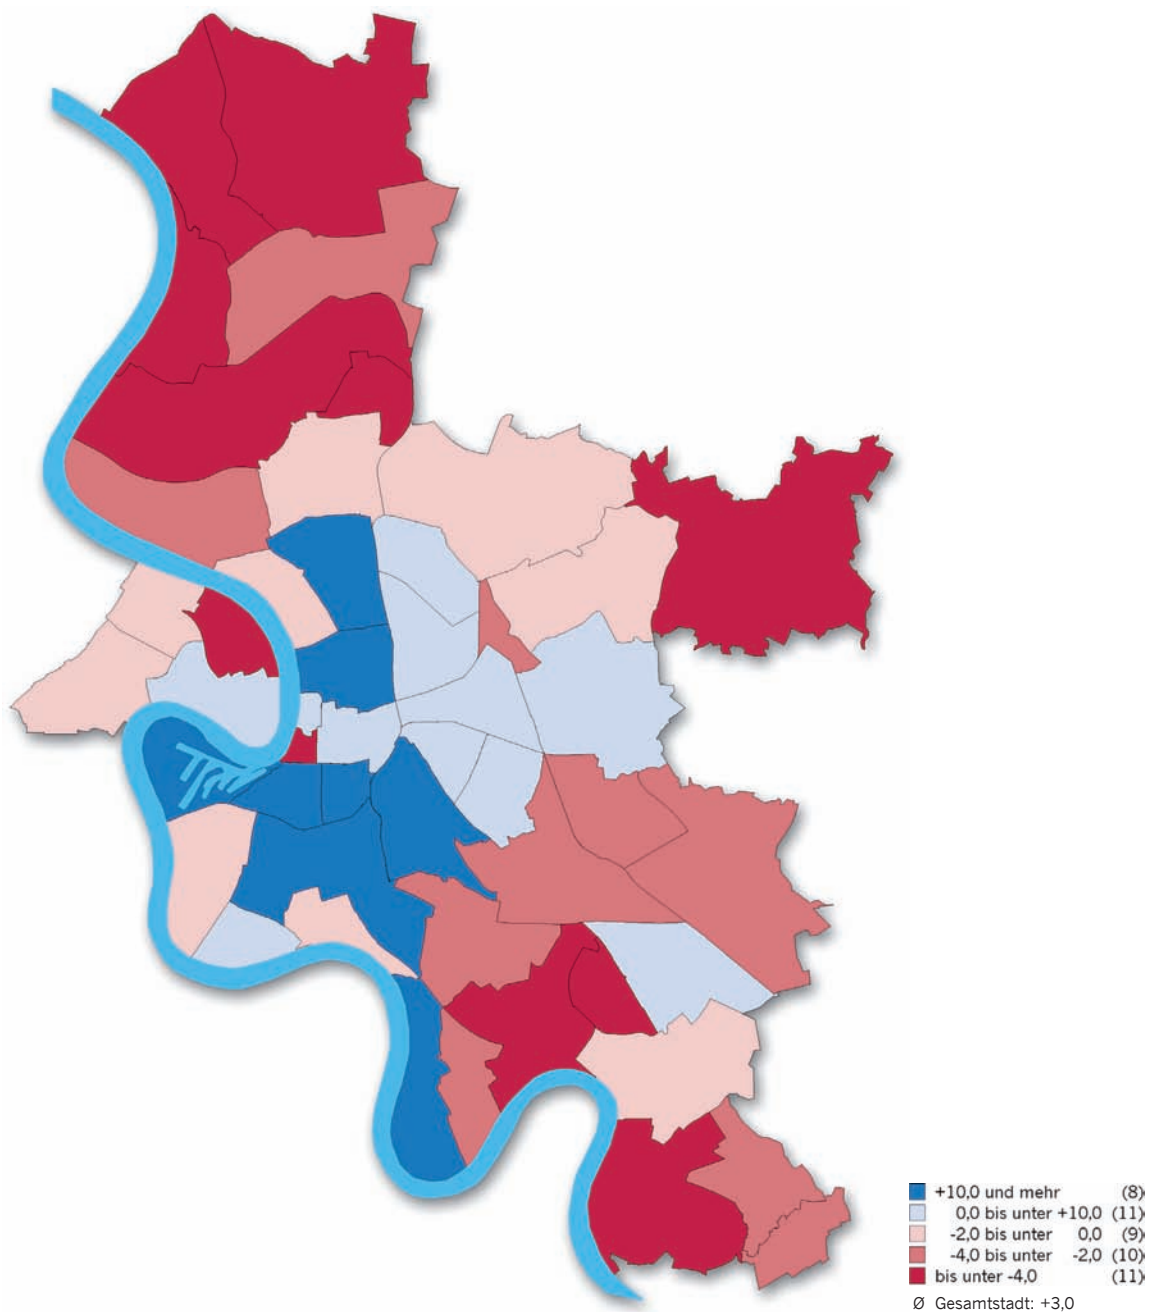 +10,0 und mehr (8)
0,0 bis unter +10,0 (11)
-2,0 bis unter 0,0 (9)
-4,0 bis unter -2,0 (10)
bis unter -4,0 (11)
Ø Gesamtstadt: +3,0